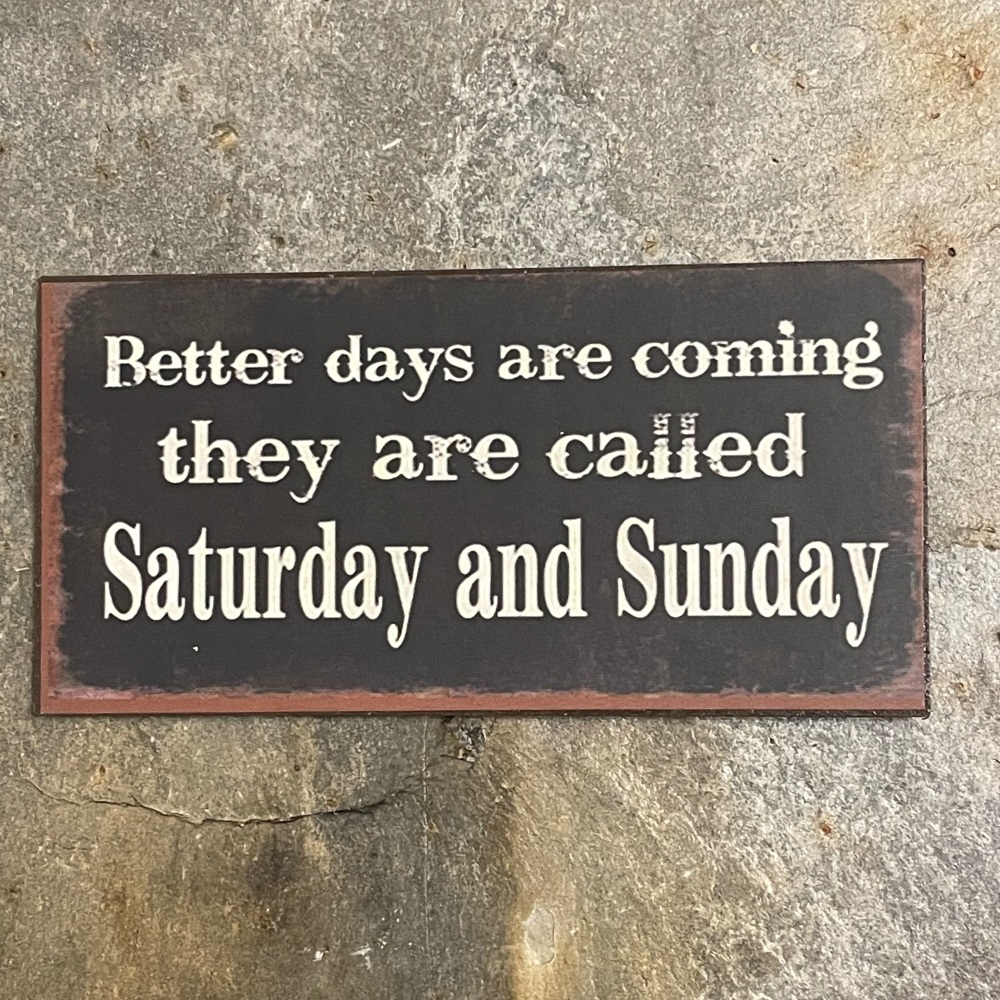 Better days are coming
they are called
Saturday and Sunday